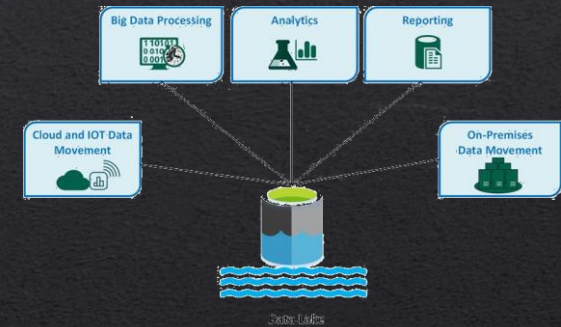 Big Data Processing
Analytics
Reporting
Cloud and IOT Data
Movement
On-Premises
Data Movement
Data Lake